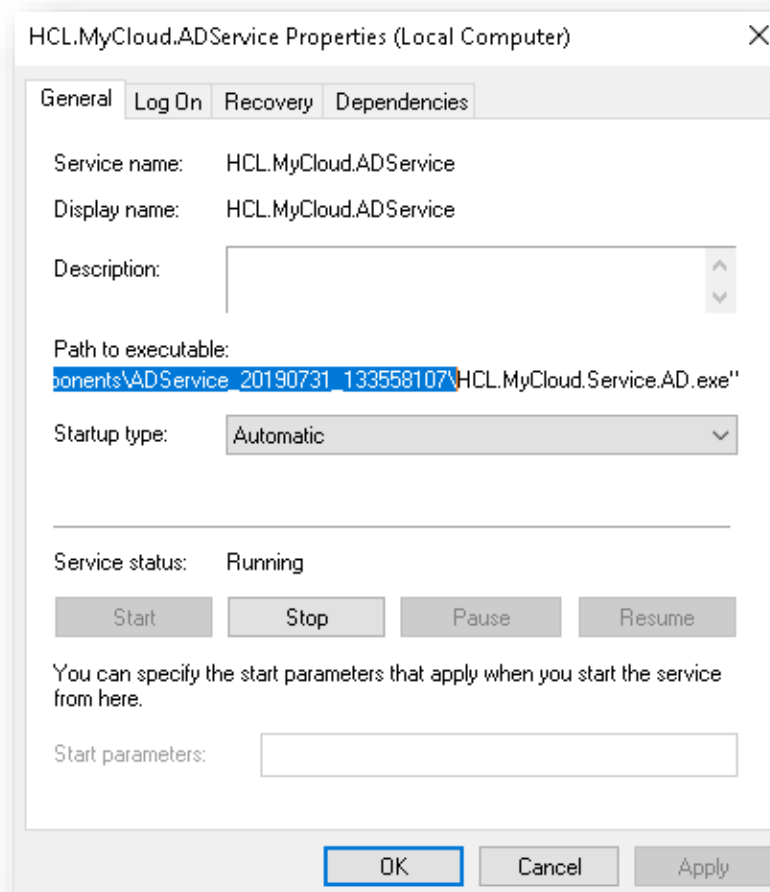 HCL.MyCloud.ADService Properties (Local Computer)
General Log On Recovery Dependencies
Service name: HCL.MyCloud.ADService
Display name: HCL.MyCloud.ADService
Description:
Path to executable:
ponents\ADService_20190731_133558107\HCL.MyCloud.Service.AD.exe"
Startup type: Automatic
Service status: Running
Start Stop Pause Resume
You can specify the start parameters that apply when you start the service
from here.
Start parameters:
OK Cancel Apply